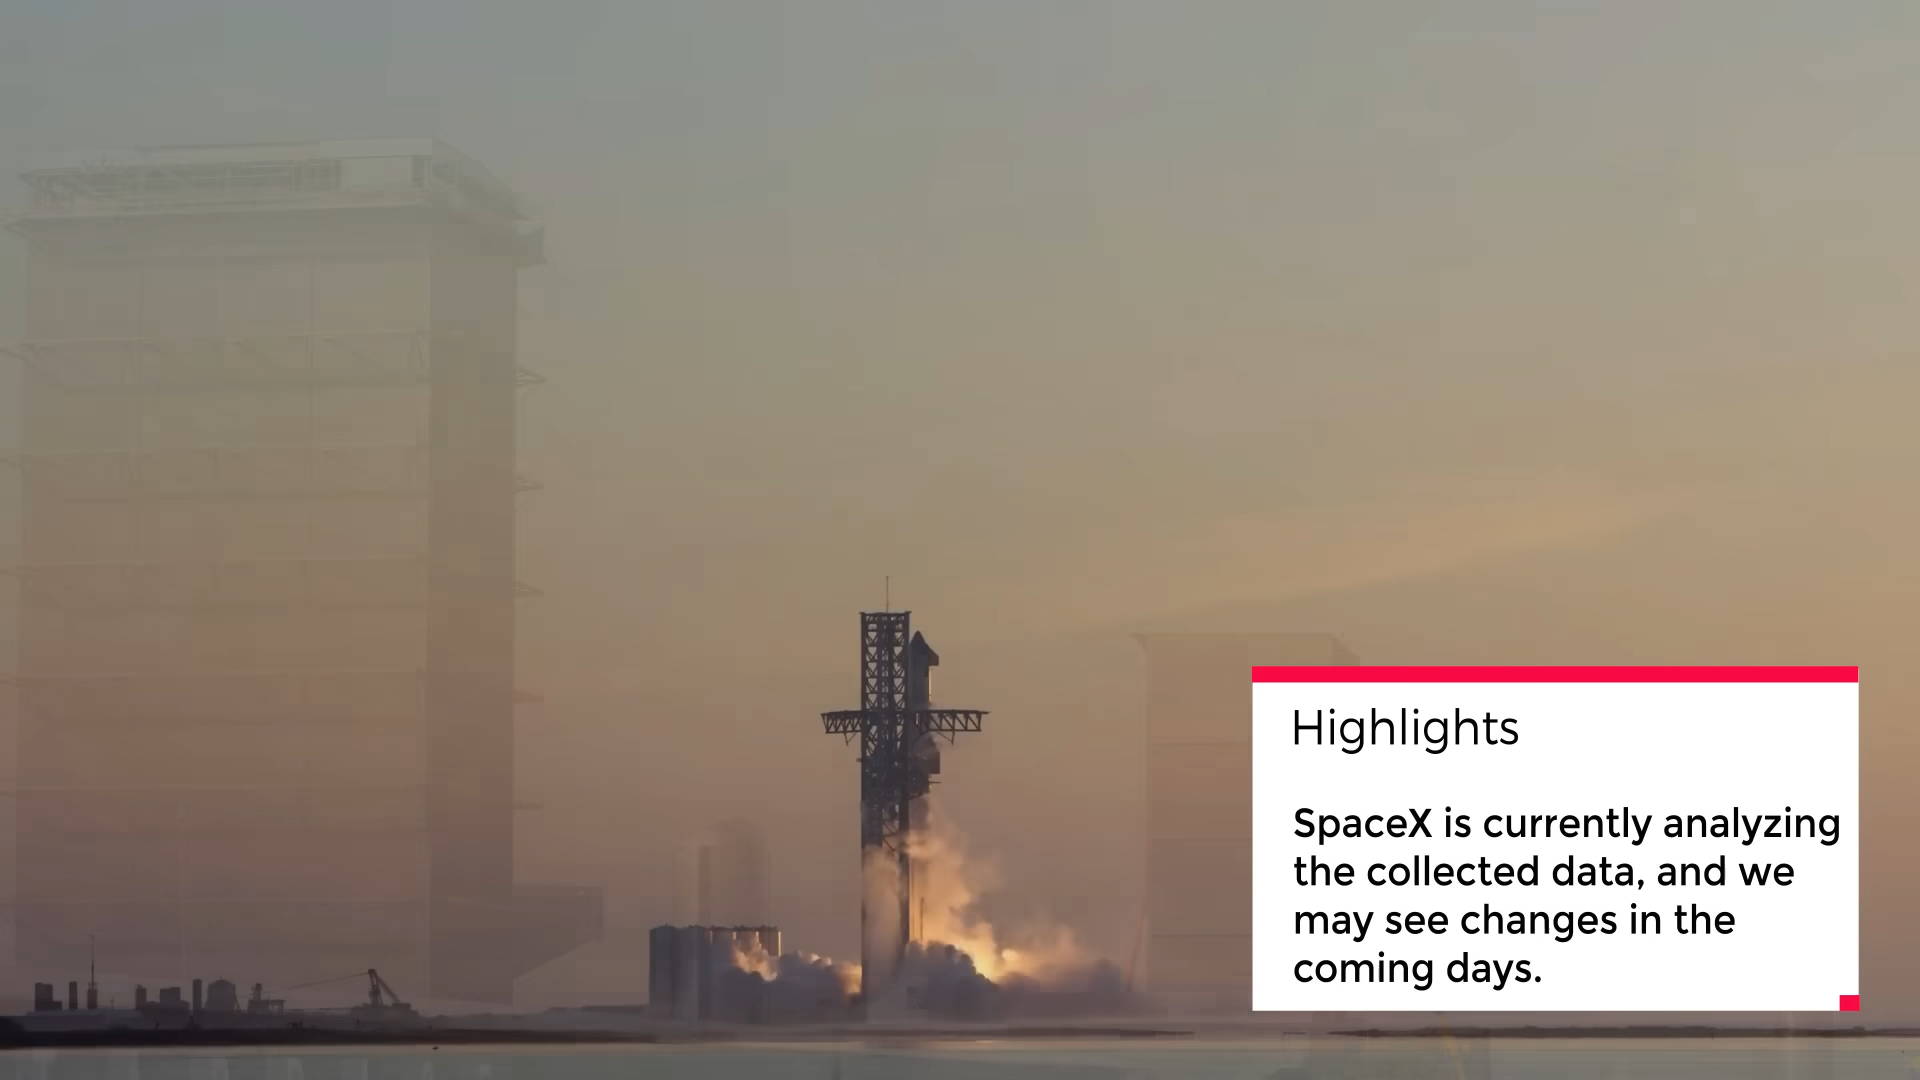 Highlights
SpaceX is currently analyzing
the collected data, and we
may see changes in the
coming days.